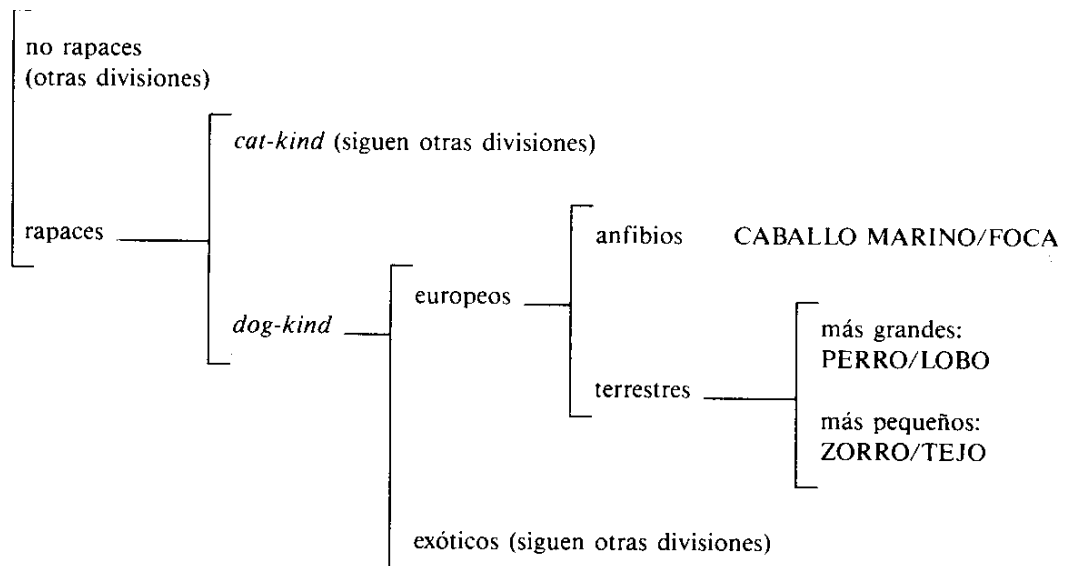 no rapaces
(otras divisiones)
cat-kind (siguen otras divisiones)
rapaces
anfibios CABALLO MARINO/FOCA
europeos
dog-kind
más grandes:
PERRO/LOBO
terrestres
más pequeños:
ZORRO/TEJO
exóticos (siguen otras divisiones)